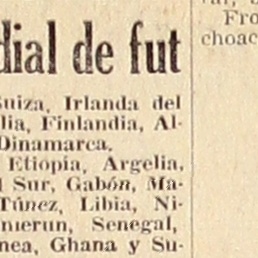 dial de fut
Suiza, Irlanda del
lia, Finlandia, Al-
Dinamarca.
Etiopía, Argelia,
l Sur, Gabón, Ma-
Túnez, Libia, Ni-
merun, Senegal,
nea, Ghana y Su-
Fro
choac